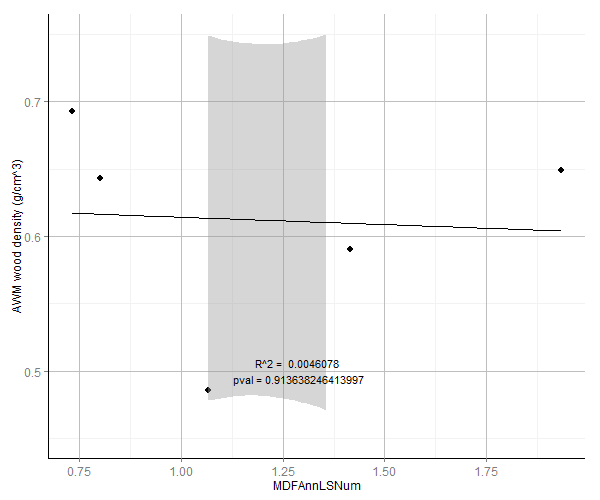 AWM wood density (g/cm^3)
0.7
0.6
0.5
R^2 =  0.0046078
pval = 0.913638246413997
0.75
1.00
1.25
1.50
1.75
MDFAnnLSNum